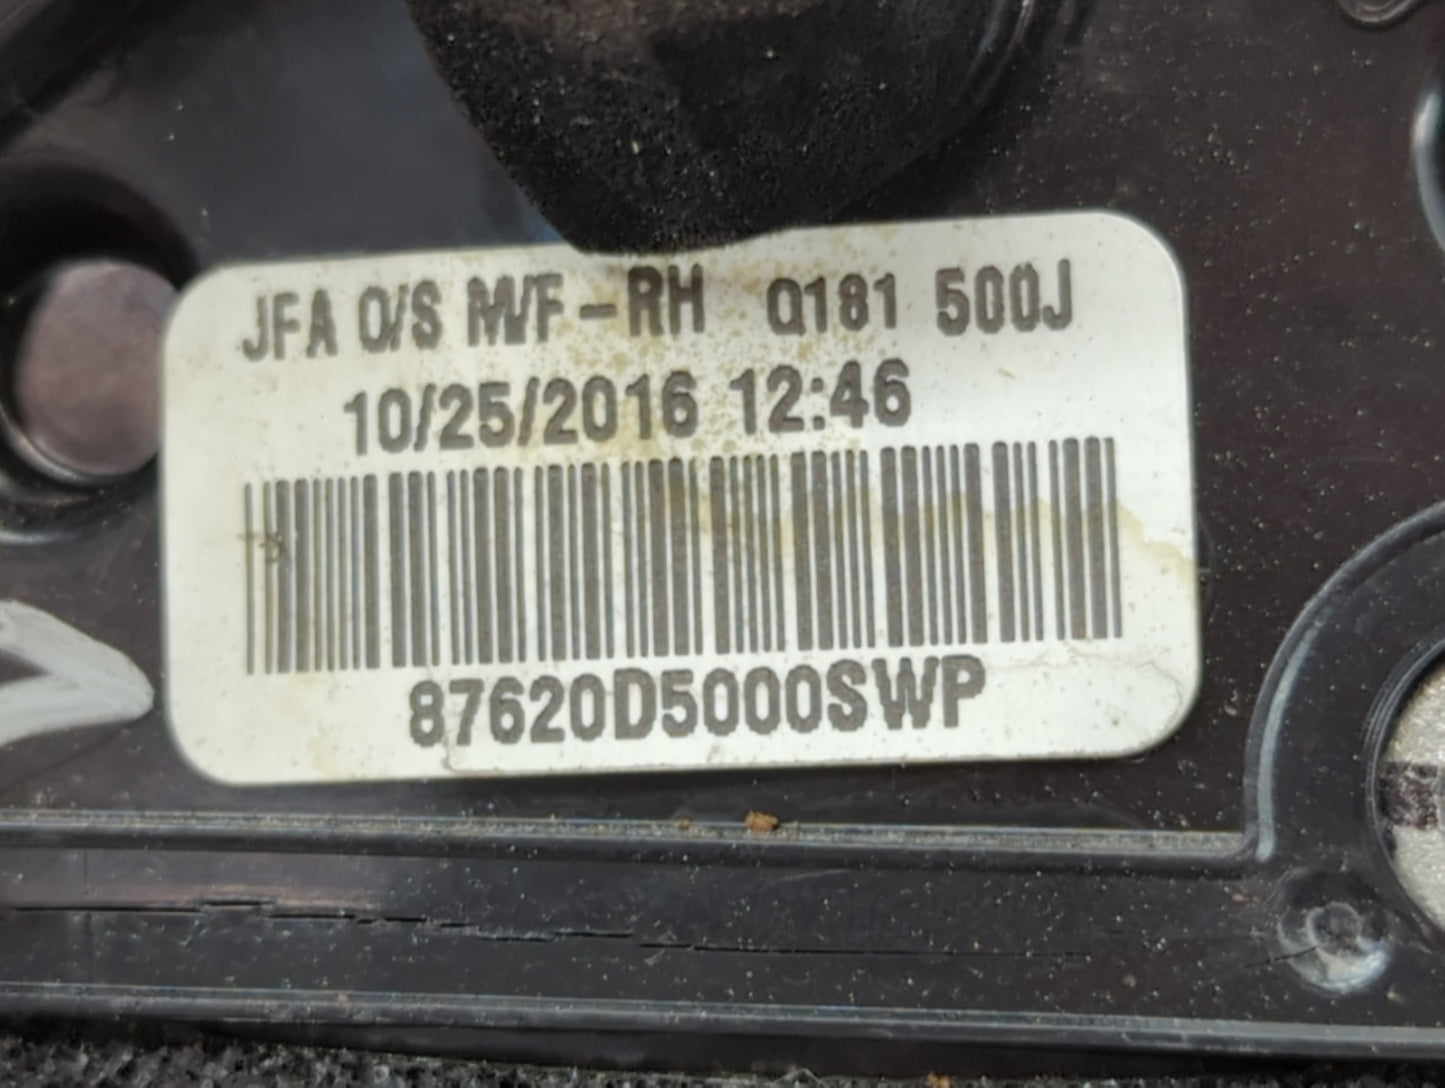 JFA O/S M/F-RH Q181 500J
10/25/2016 12:46
87620D5000SWP